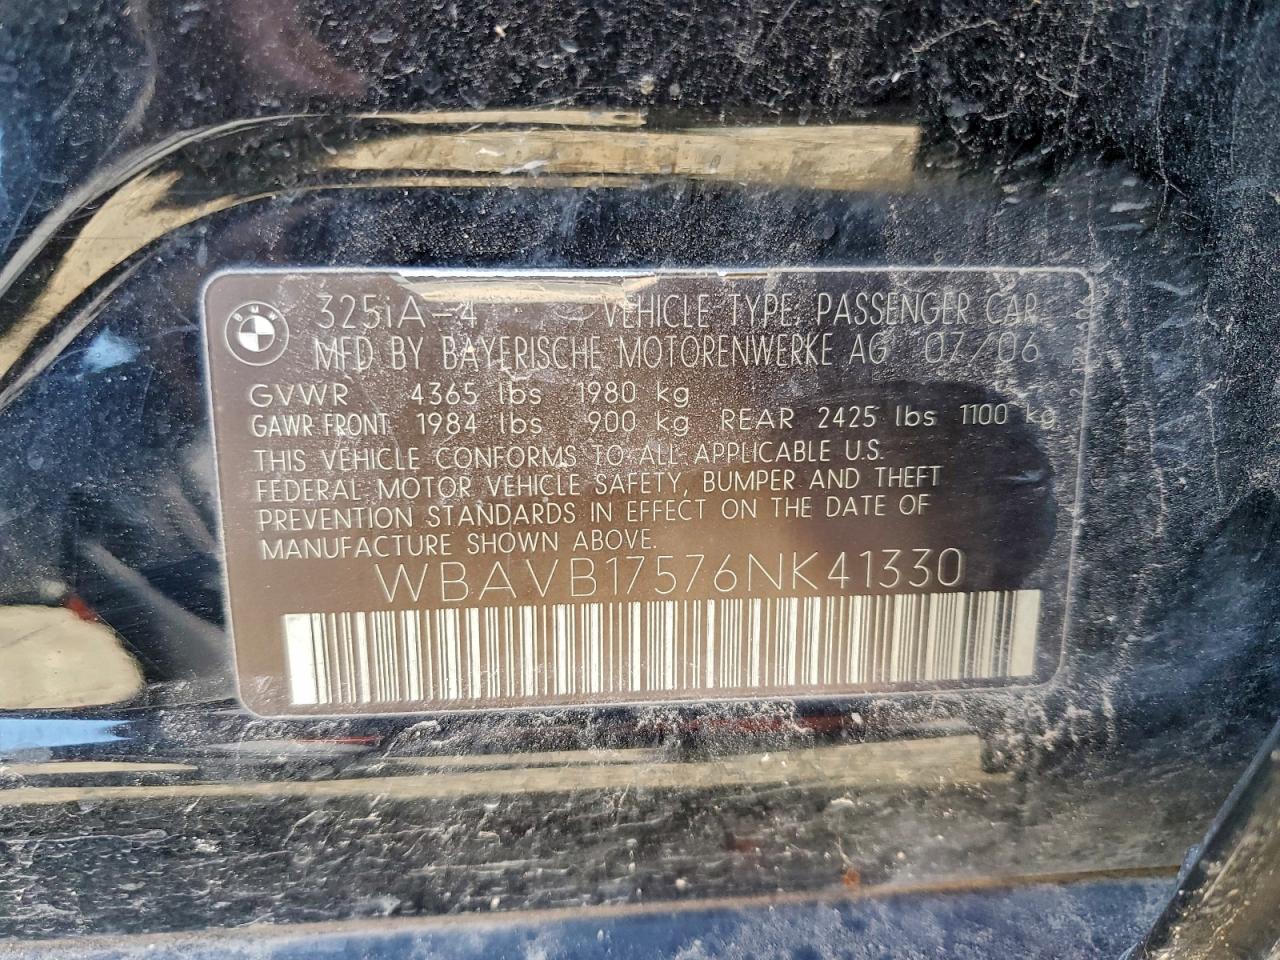 BMW 325iA-4 VEHICLE TYPE, PASSENGER CAR
MFD BY BAYERISCHE MOTORENWERKE AG 07/06
GVWR 4365 lbs 1980 kg
GAWR FRONT 1984 lbs 900 kg REAR 2425 lbs 1100 kg
THIS VEHICLE CONFORMS TO ALL APPLICABLE U.S.
FEDERAL MOTOR VEHICLE SAFETY, BUMPER AND THEFT
PREVENTION STANDARDS IN EFFECT ON THE DATE OF
MANUFACTURE SHOWN ABOVE.
WBAVB17576NK41330